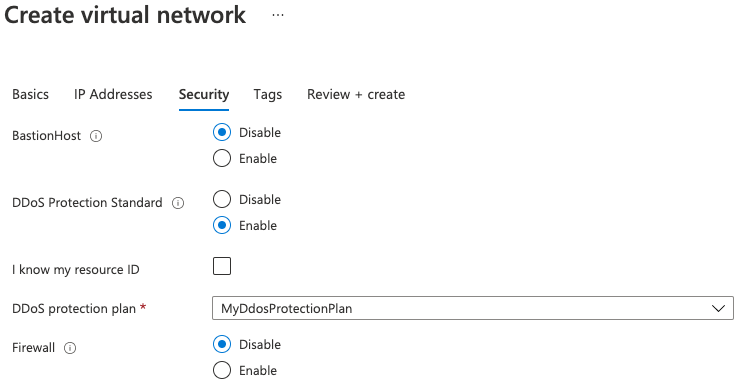 Create virtual network ...
Basics IP Addresses Security Tags Review + create
BastionHost Disable
Enable
DDoS Protection Standard Disable
Enable
I know my resource ID
DDoS protection plan * MyDdosProtectionPlan
Firewall Disable
Enable